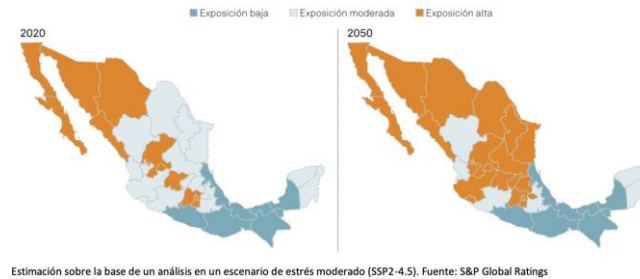 Exposición baja Exposición moderada Exposición alta
2020 2050
Estimación sobre la base de un análisis en un escenario de estrés moderado (SSP2-4.5). Fuente: S&P Global Ratings